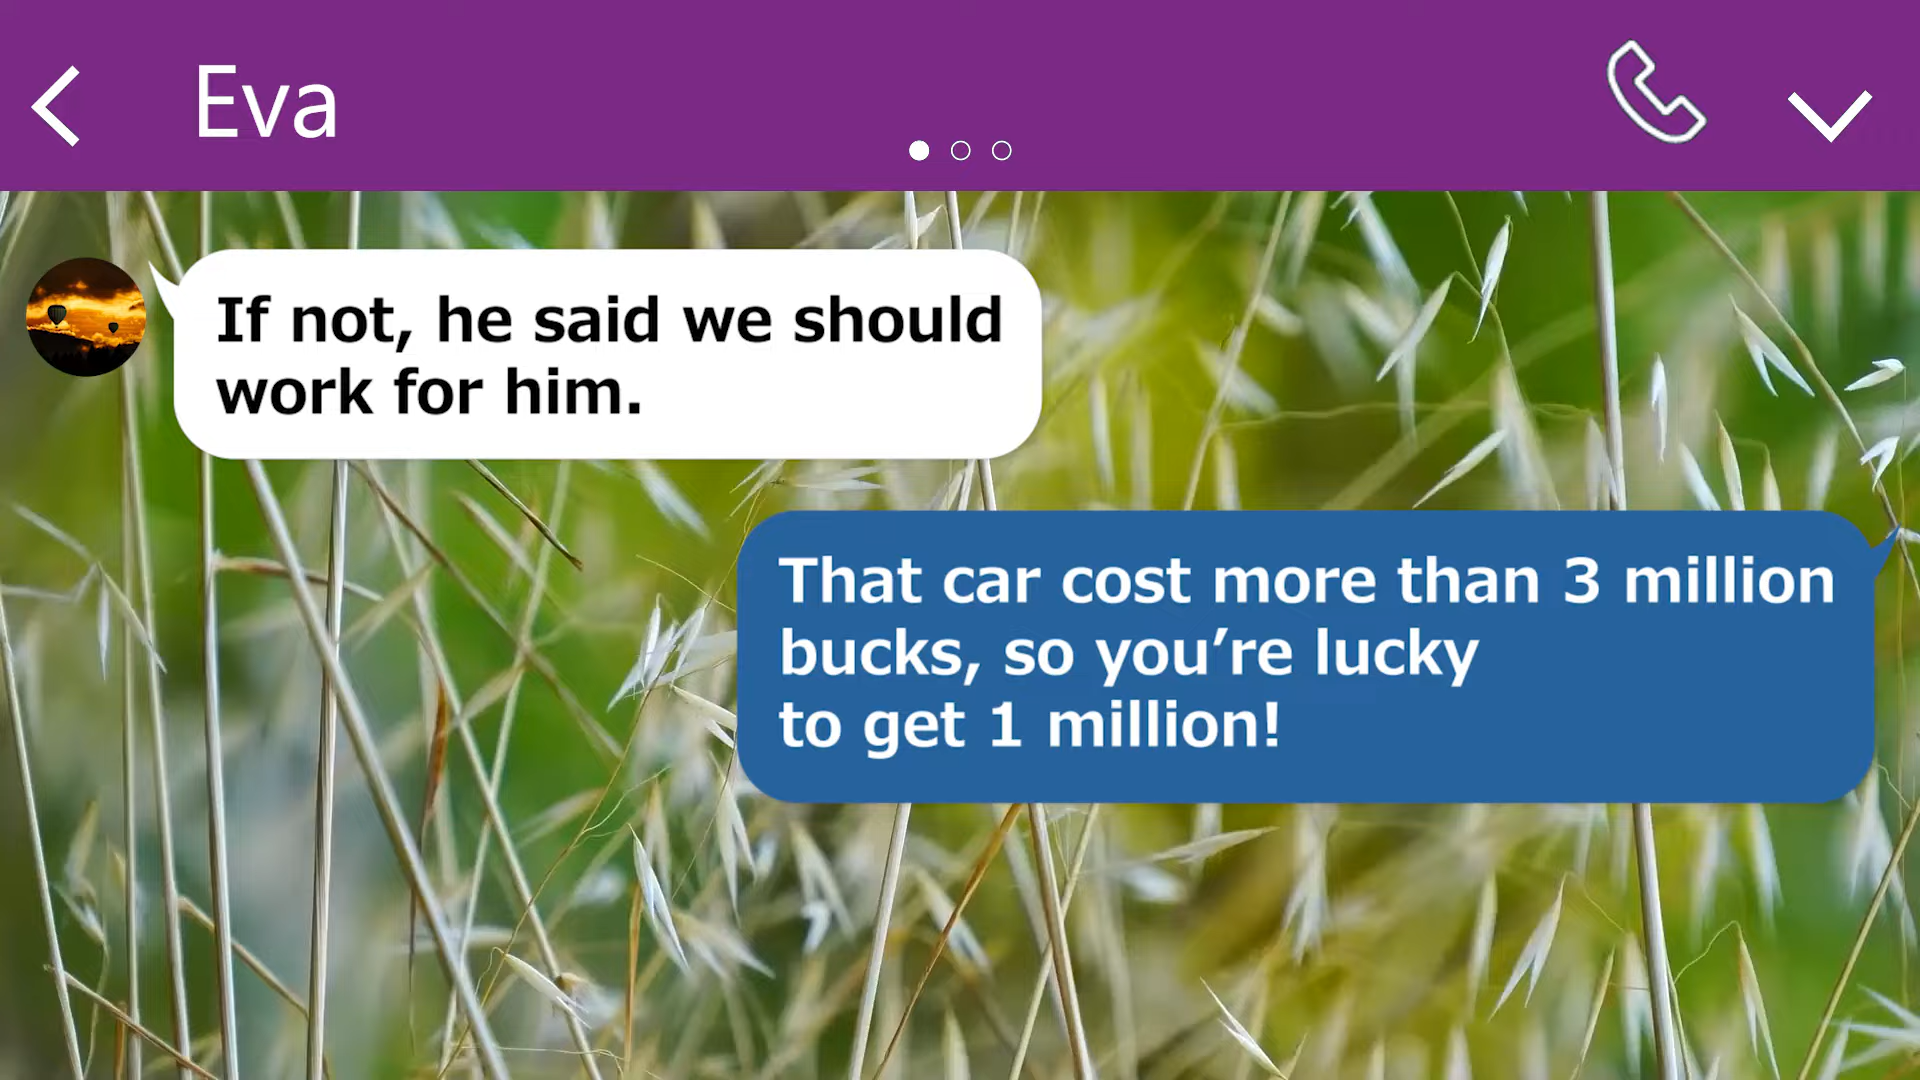 Eva
If not, he said we should
work for him.
That car cost more than 3 million
bucks, so you’re lucky
to get 1 million!